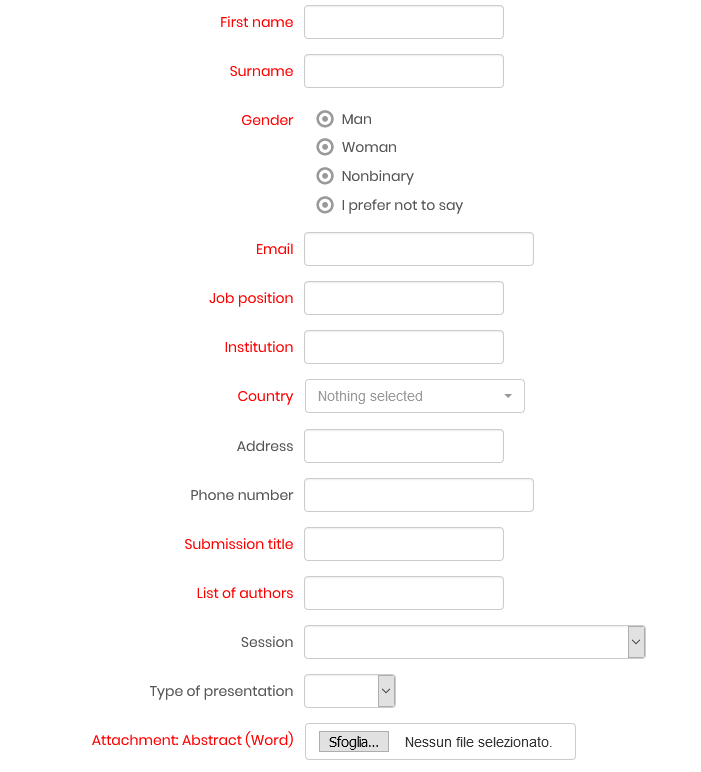 First name
Surname
Gender
Man
Woman
Nonbinary
I prefer not to say
Email
Job position
Institution
Country Nothing selected
Address
Phone number
Submission title
List of authors
Session
Type of presentation
Attachment: Abstract (Word) Sfoglia... Nessun file selezionato.